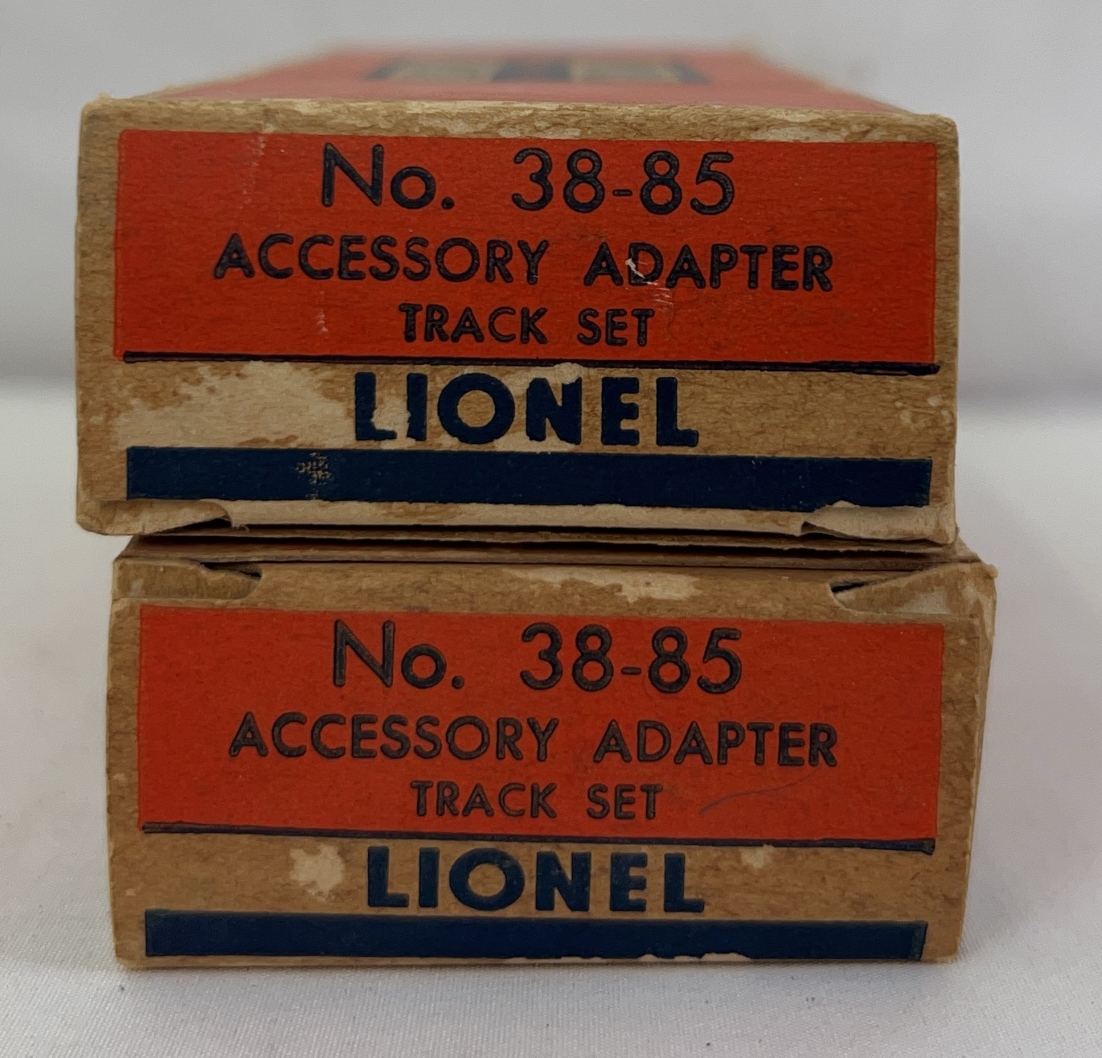 No. 38-85
ACCESSORY ADAPTER
TRACK SET
LIONEL
No. 38-85
ACCESSORY ADAPTER
TRACK SET
LIONEL